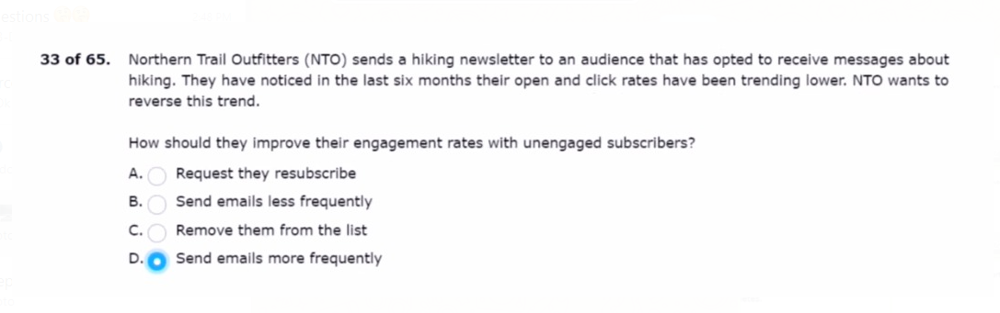 estions
33 of 65. Northern Trail Outfitters (NTO) sends a hiking newsletter to an audience that has opted to receive messages about
hiking. They have noticed in the last six months their open and click rates have been trending lower. NTO wants to
reverse this trend.
How should they improve their engagement rates with unengaged subscribers?
A. Request they resubscribe
B. Send emails less frequently
C. Remove them from the list
D. Send emails more frequently